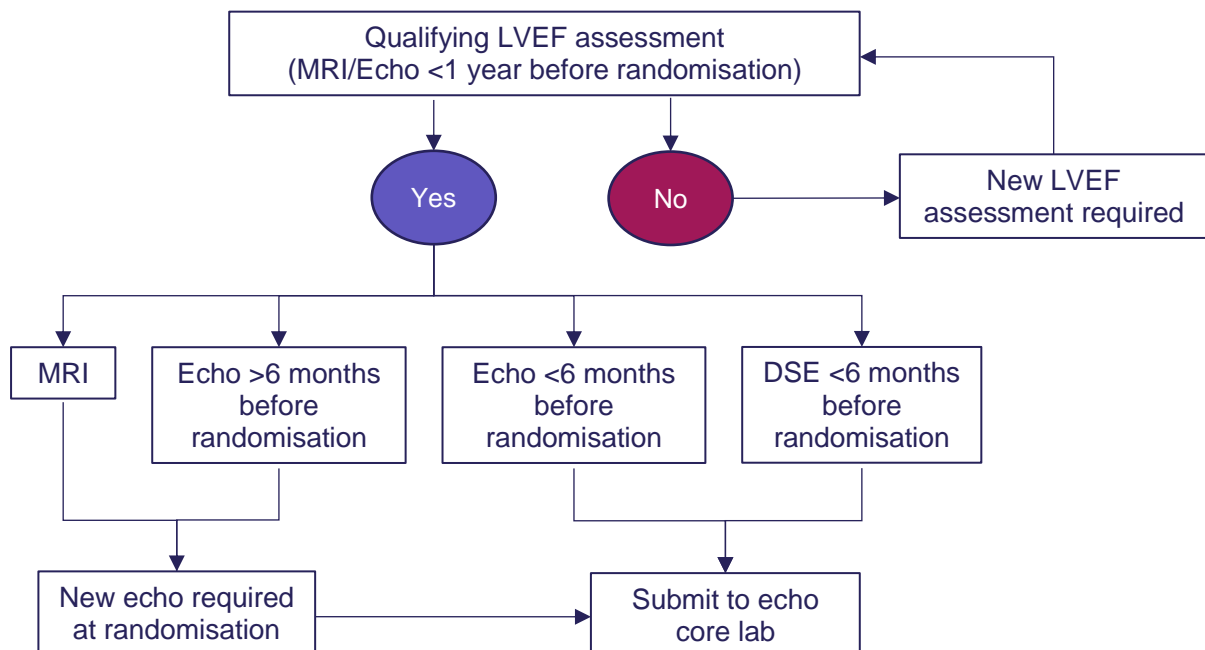 Qualifying LVEF assessment
(MRI/Echo <1 year before randomisation)
Yes
No
New LVEF
assessment required
MRI
Echo >6 months
before
randomisation
Echo <6 months
before
randomisation
DSE <6 months
before
randomisation
New echo required
at randomisation
Submit to echo
core lab